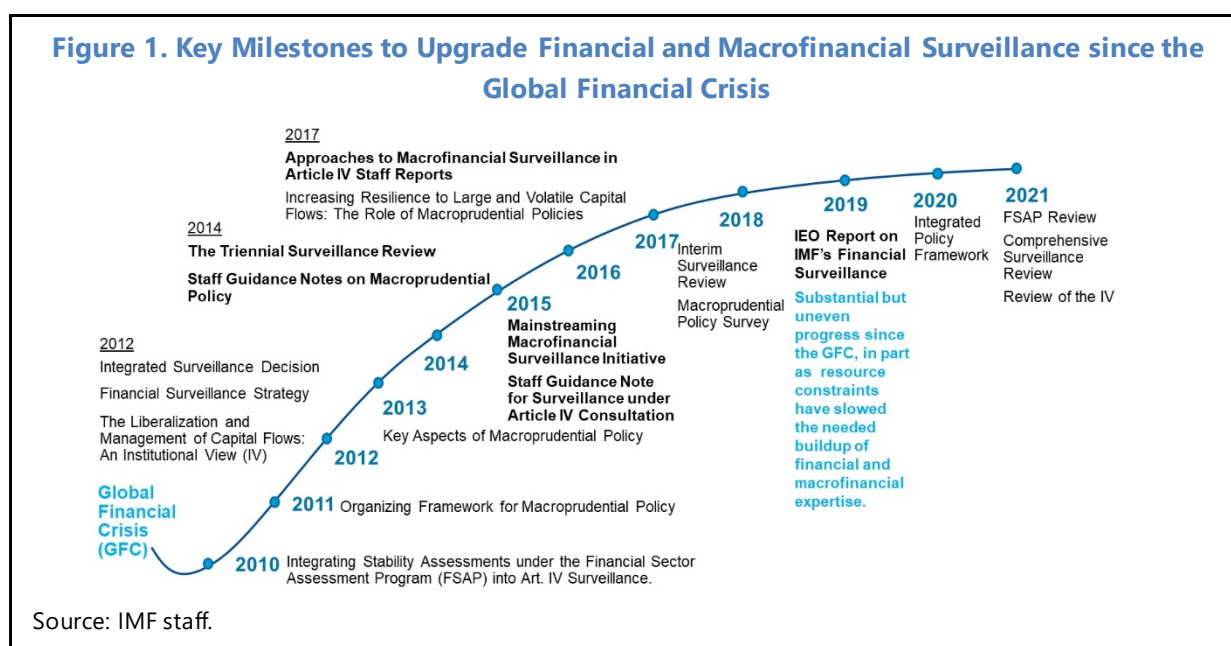 Figure 1. Key Milestones to Upgrade Financial and Macrofinancial Surveillance since the
Global Financial Crisis
2017
Approaches to Macrofinancial Surveillance in
Article IV Staff Reports
Increasing Resilience to Large and Volatile Capital
Flows: The Role of Macroprudential Policies
2014
The Triennial Surveillance Review
Staff Guidance Notes on Macroprudential
Policy
2012
Integrated Surveillance Decision
Financial Surveillance Strategy
The Liberalization and
Management of Capital Flows:
An Institutional View (IV)
Global
Financial
Crisis
(GFC)
2010
Integrating Stability Assessments under the Financial Sector
Assessment Program (FSAP) into Art. IV Surveillance.
2011
Organizing Framework for Macroprudential Policy
2012
2013
Key Aspects of Macroprudential Policy
2014
2015
Mainstreaming
Macrofinancial
Surveillance Initiative
Staff Guidance Note
for Surveillance under
Article IV Consultation
2016
2017
2018
Interim
Surveillance
Review
Macroprudential
Policy Survey
2019
IEO Report on
IMF's Financial
Surveillance
Substantial but
uneven
progress since
the GFC, in part
as resource
constraints
have slowed
the needed
buildup of
financial and
macrofinancial
expertise.
2020
Integrated
Policy
Framework
2021
FSAP Review
Comprehensive
Surveillance
Review
Review of the IV
Source: IMF staff.